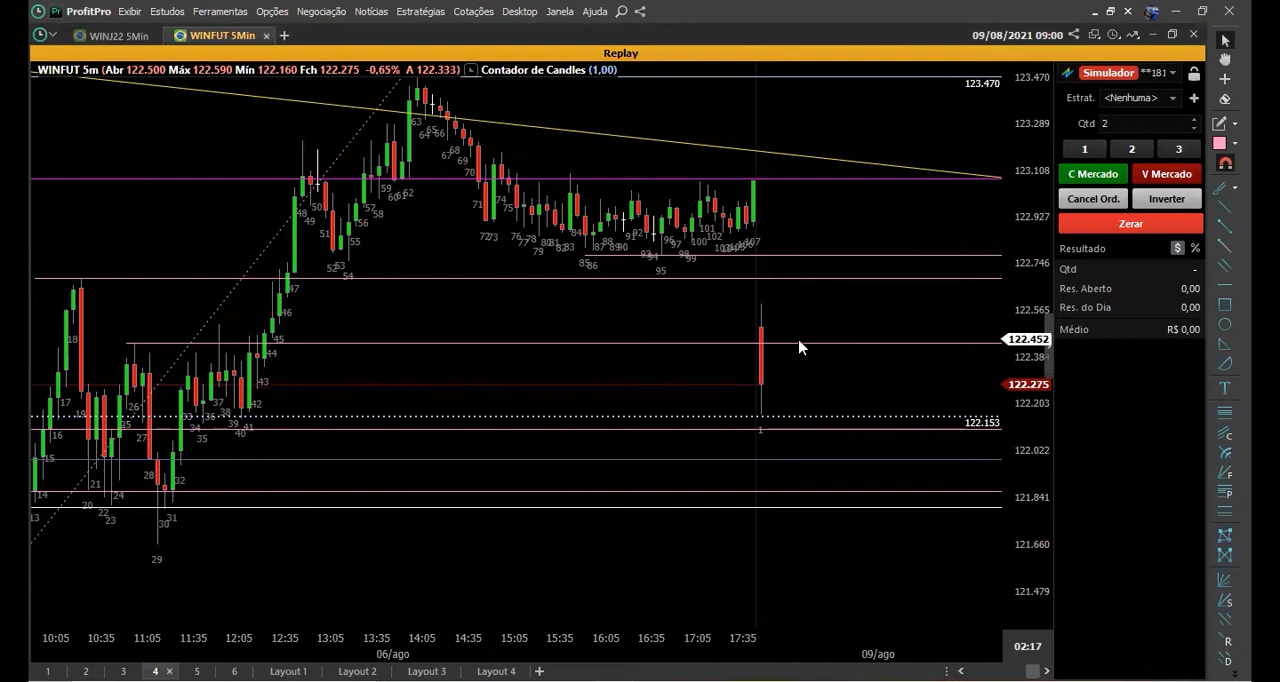 ProfitPro Exibir Estudos Ferramentas Opções Negociação Notícias Estratégias Cotações Desktop Janela Ajuda
WINJ22 5Min WINFUT 5Min 09/08/2021 09:00
Replay
WINFUT 5m (Abr 122.500 Máx 122.590 Mín 122.160 Fch 122.275 -0,65% A 122.333) Contador de Candles (1,00)
123.470
123.470
123.289
123.108
122.927
122.746
122.565
122.452
122.384
122.275
122.203
122.153
122.022
121.841
121.660
121.479
Simulador **181
Estrat. <Nenhuma>
Qtd 2
1 2 3
C Mercado V Mercado
Cancel Ord. Inverter
Zerar
Resultado $ %
Qtd -
Res. Aberto 0,00
Res. do Dia 0,00
Médio R$ 0,00
10:05 10:35 11:05 11:35 12:05 12:35 13:05 13:35 14:05 14:35 15:05 15:35 16:05 16:35 17:05 17:35
06/ago 09/ago
02:17
1 2 3 4 5 6 Layout 1 Layout 2 Layout 3 Layout 4